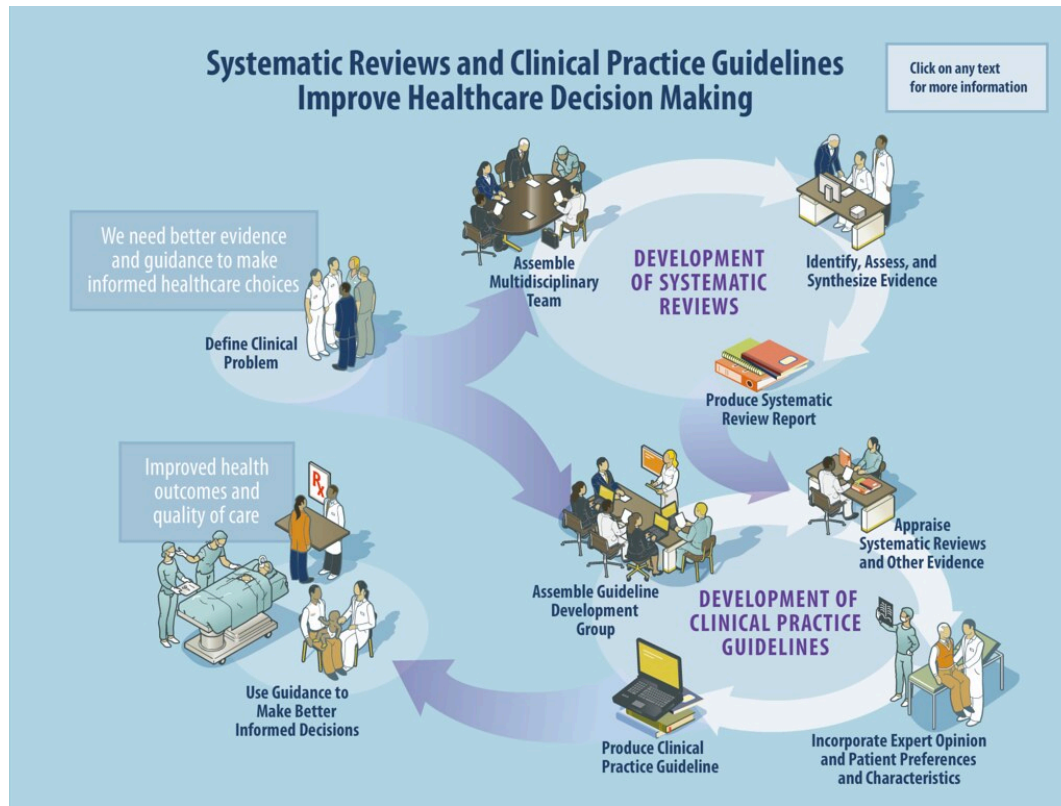 Systematic Reviews and Clinical Practice Guidelines
Improve Healthcare Decision Making
Click on any text
for more information
We need better evidence
and guidance to make
informed healthcare choices
Define Clinical
Problem
Assemble
Multidisciplinary
Team
DEVELOPMENT
OF SYSTEMATIC
REVIEWS
Identify, Assess, and
Synthesize Evidence
Produce Systematic
Review Report
Improved health
outcomes and
quality of care
Rx
Assemble Guideline
Development
Group
Appraise
Systematic Reviews
and Other Evidence
DEVELOPMENT OF
CLINICAL PRACTICE
GUIDELINES
Use Guidance to
Make Better
Informed Decisions
Produce Clinical
Practice Guideline
Incorporate Expert Opinion
and Patient Preferences
and Characteristics